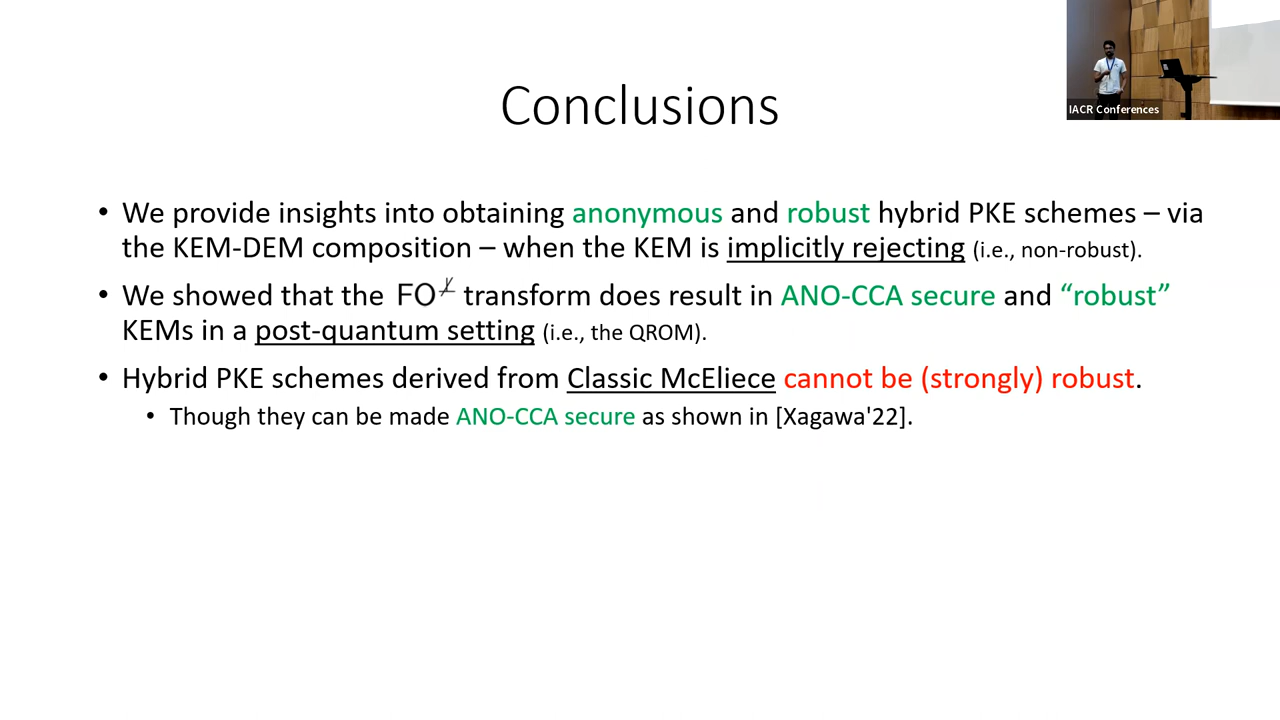 IACR Conferences
Conclusions
• We provide insights into obtaining anonymous and robust hybrid PKE schemes – via
the KEM-DEM composition – when the KEM is implicitly rejecting (i.e., non-robust).
• We showed that the FO⊥̸ transform does result in ANO-CCA secure and “robust”
KEMs in a post-quantum setting (i.e., the QROM).
• Hybrid PKE schemes derived from Classic McEliece cannot be (strongly) robust.
• Though they can be made ANO-CCA secure as shown in [Xagawa'22].